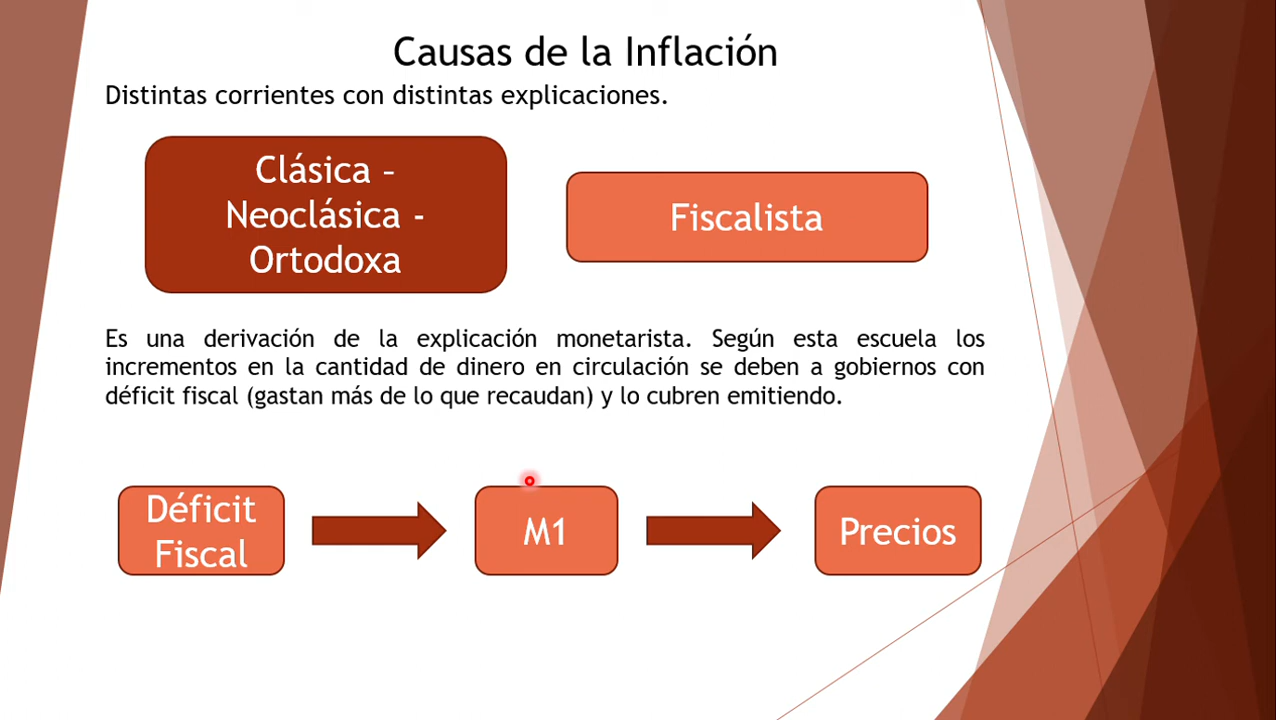 Causas de la Inflación
Distintas corrientes con distintas explicaciones.
Clásica –
Neoclásica -
Ortodoxa
Fiscalista
Es una derivación de la explicación monetarista. Según esta escuela los
incrementos en la cantidad de dinero en circulación se deben a gobiernos con
déficit fiscal (gastan más de lo que recaudan) y lo cubren emitiendo.
Déficit
Fiscal
M1
Precios